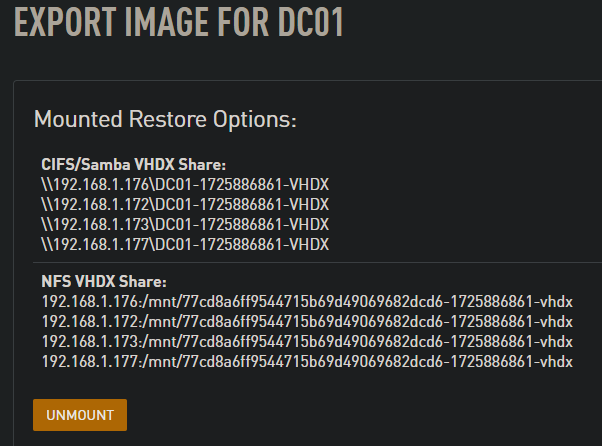 EXPORT IMAGE FOR DC01
Mounted Restore Options:
CIFS/Samba VHDX Share:
\\192.168.1.176\DC01-1725886861-VHDX
\\192.168.1.172\DC01-1725886861-VHDX
\\192.168.1.173\DC01-1725886861-VHDX
\\192.168.1.177\DC01-1725886861-VHDX
NFS VHDX Share:
192.168.1.176:/mnt/77cd8a6ff9544715b69d49069682dcd6-1725886861-vhdx
192.168.1.172:/mnt/77cd8a6ff9544715b69d49069682dcd6-1725886861-vhdx
192.168.1.173:/mnt/77cd8a6ff9544715b69d49069682dcd6-1725886861-vhdx
192.168.1.177:/mnt/77cd8a6ff9544715b69d49069682dcd6-1725886861-vhdx
UNMOUNT